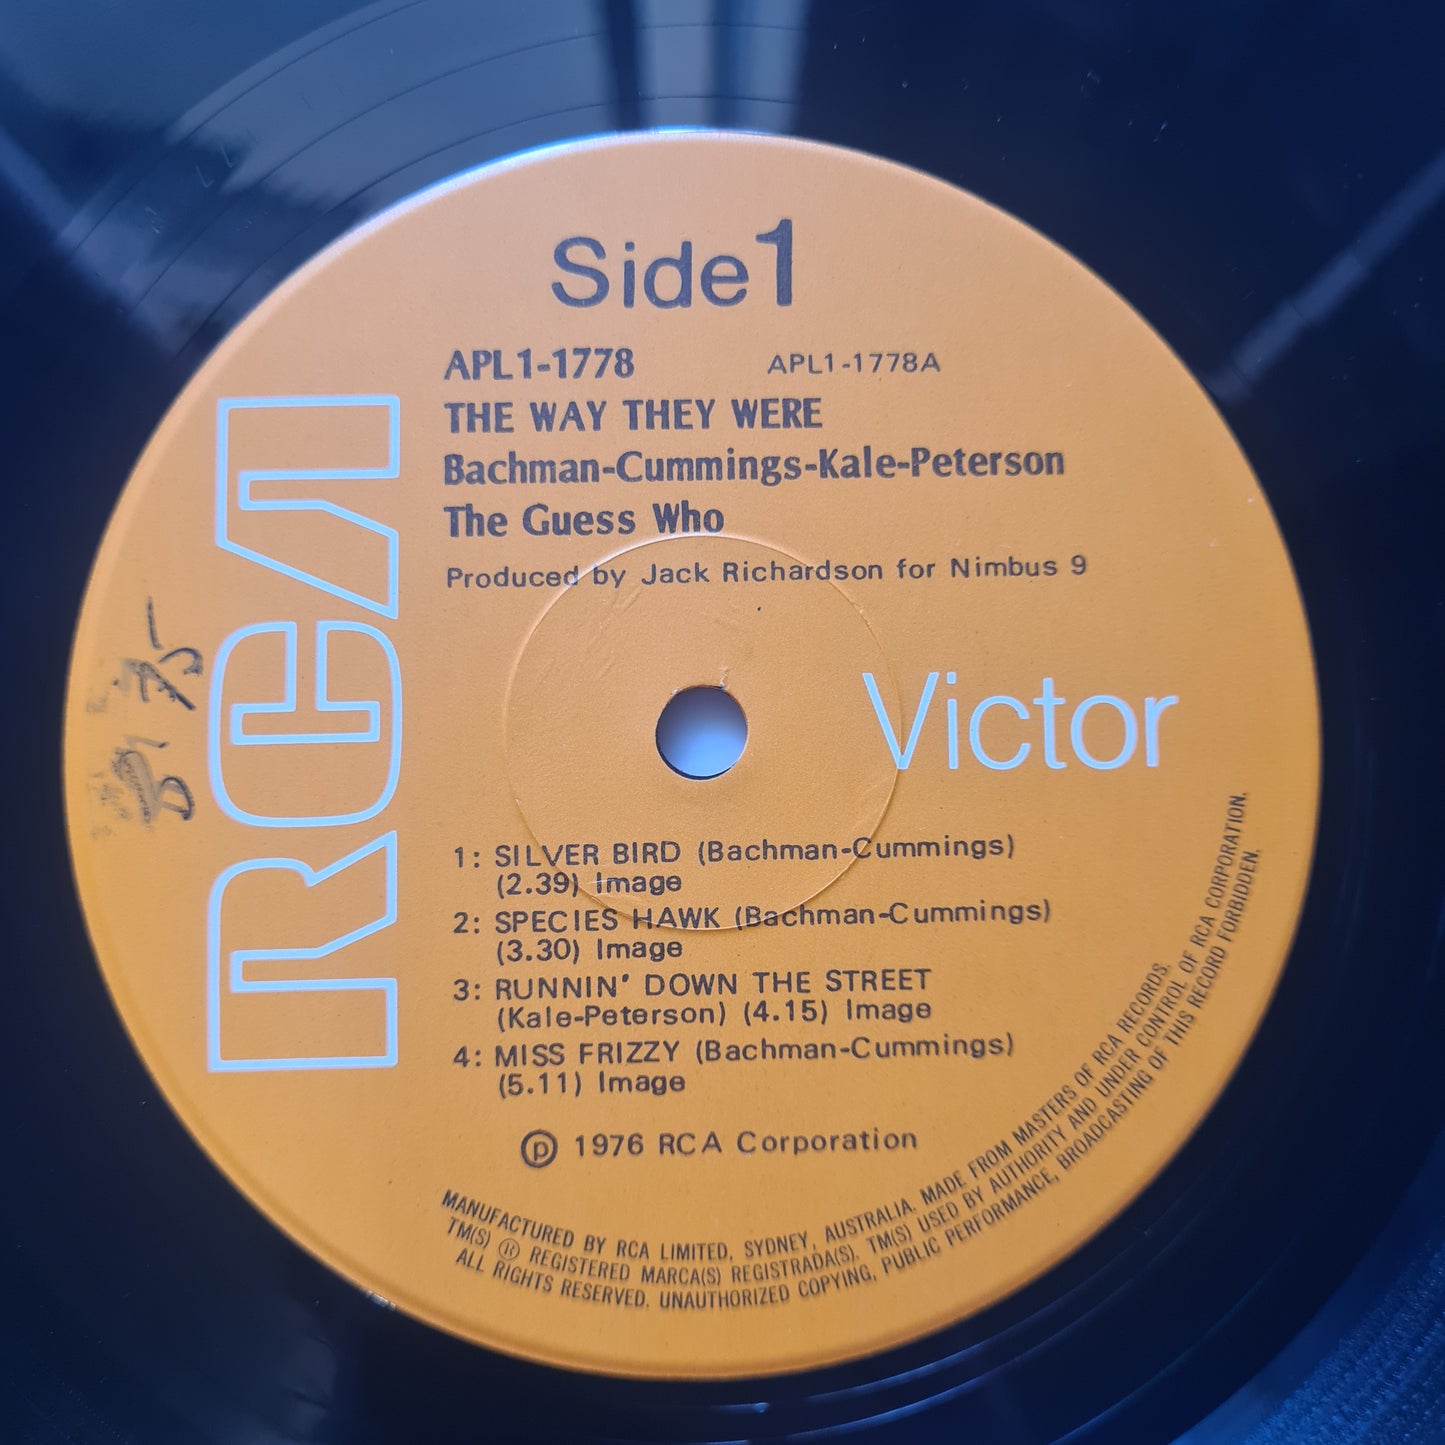 Side 1
APL1-1778 APL1-1778A
THE WAY THEY WERE
Bachman-Cummings-Kale-Peterson
The Guess Who
Produced by Jack Richardson for Nimbus 9
RCA
Victor
1: SILVER BIRD (Bachman-Cummings)
(2.39) Image
2: SPECIES HAWK (Bachman-Cummings)
(3.30) Image
3: RUNNIN' DOWN THE STREET
(Kale-Peterson) (4.15) Image
4: MISS FRIZZY (Bachman-Cummings)
(5.11) Image
℗ 1976 RCA Corporation
MANUFACTURED BY RCA LIMITED, SYDNEY, AUSTRALIA. MADE FROM MASTERS OF RCA RECORDS.
TM(S) ® REGISTERED MARCA(S) REGISTRADA(S). TM(S) USED BY AUTHORITY AND UNDER CONTROL OF RCA CORPORATION.
ALL RIGHTS RESERVED. UNAUTHORIZED COPYING, PUBLIC PERFORMANCE, BROADCASTING OF THIS RECORD FORBIDDEN.